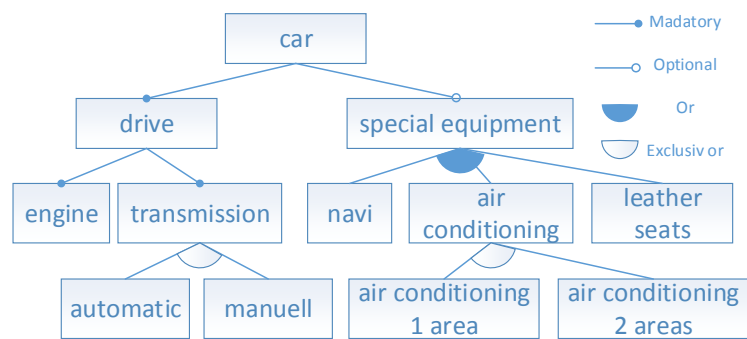 car
Madatory
Optional
Or
Exclusiv or
drive
special equipment
engine
transmission
navi
air
conditioning
leather
seats
automatic
manuell
air conditioning
1 area
air conditioning
2 areas